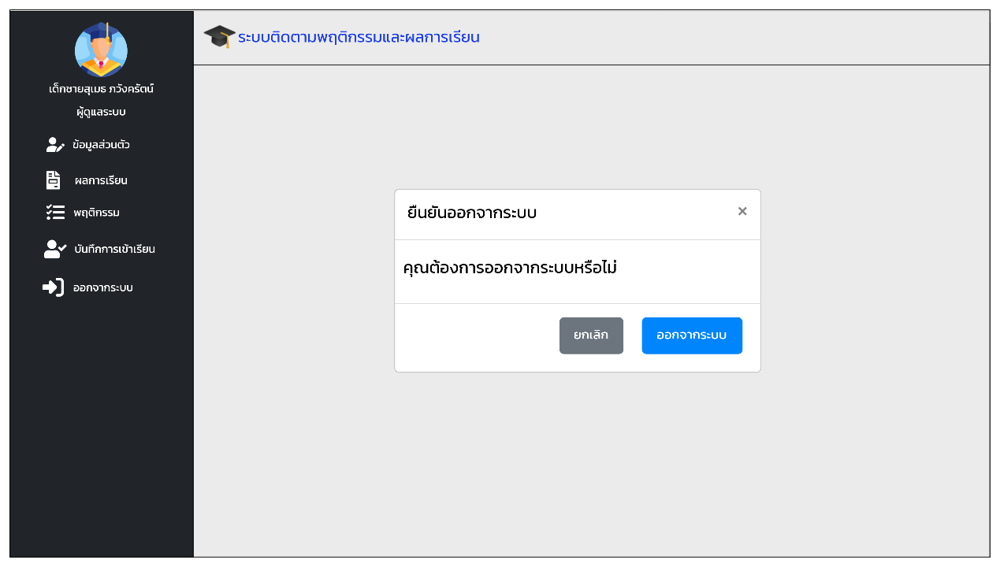 เด็กชายสุเมธ ภวังครัตน์
ผู้ดูแลระบบ
ข้อมูลส่วนตัว
ผลการเรียน
พฤติกรรม
บันทึกการเข้าเรียน
ออกจากระบบ
ระบบติดตามพฤติกรรมและผลการเรียน
ยืนยันออกจากระบบ ×
คุณต้องการออกจากระบบหรือไม่
ยกเลิก ออกจากระบบ